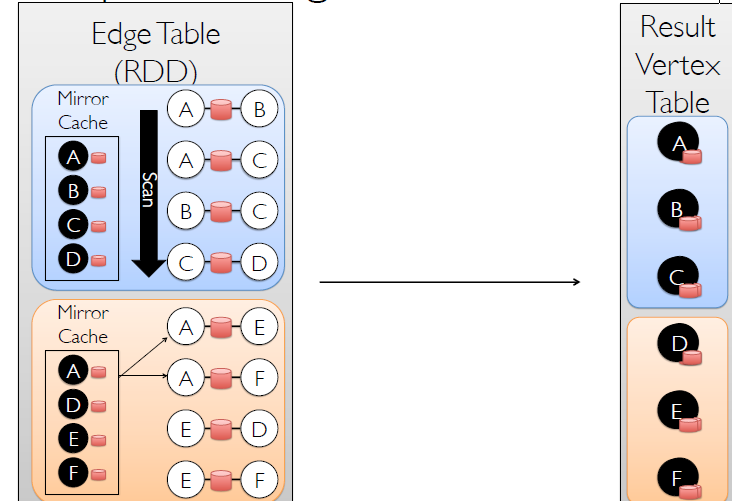 Edge Table
(RDD)
Mirror
Cache
A
B
C
D
Scan
A B
A C
B C
C D
Mirror
Cache
A
D
E
F
A E
A F
E D
E F
Result
Vertex
Table
A
B
C
D
E
F